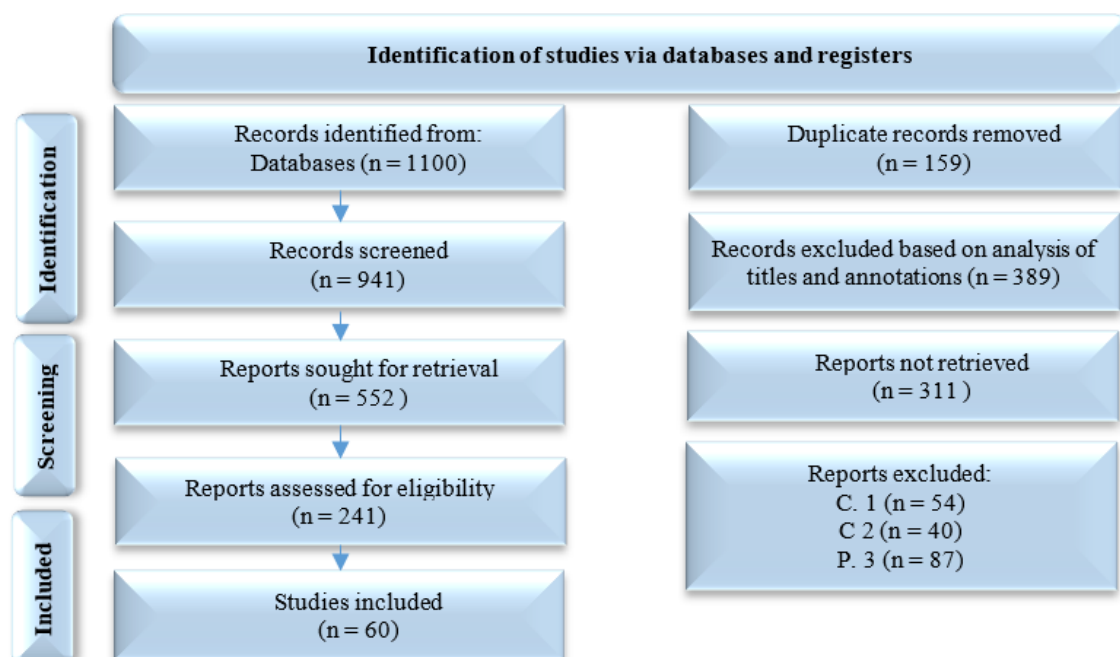 Identification of studies via databases and registers
Identification
Records identified from:
Databases (n = 1100)
Duplicate records removed
(n = 159)
Records screened
(n = 941)
Records excluded based on analysis of
titles and annotations (n = 389)
Screening
Reports sought for retrieval
(n = 552 )
Reports not retrieved
(n = 311 )
Reports assessed for eligibility
(n = 241)
Reports excluded:
C. 1 (n = 54)
C 2 (n = 40)
P. 3 (n = 87)
Included
Studies included
(n = 60)